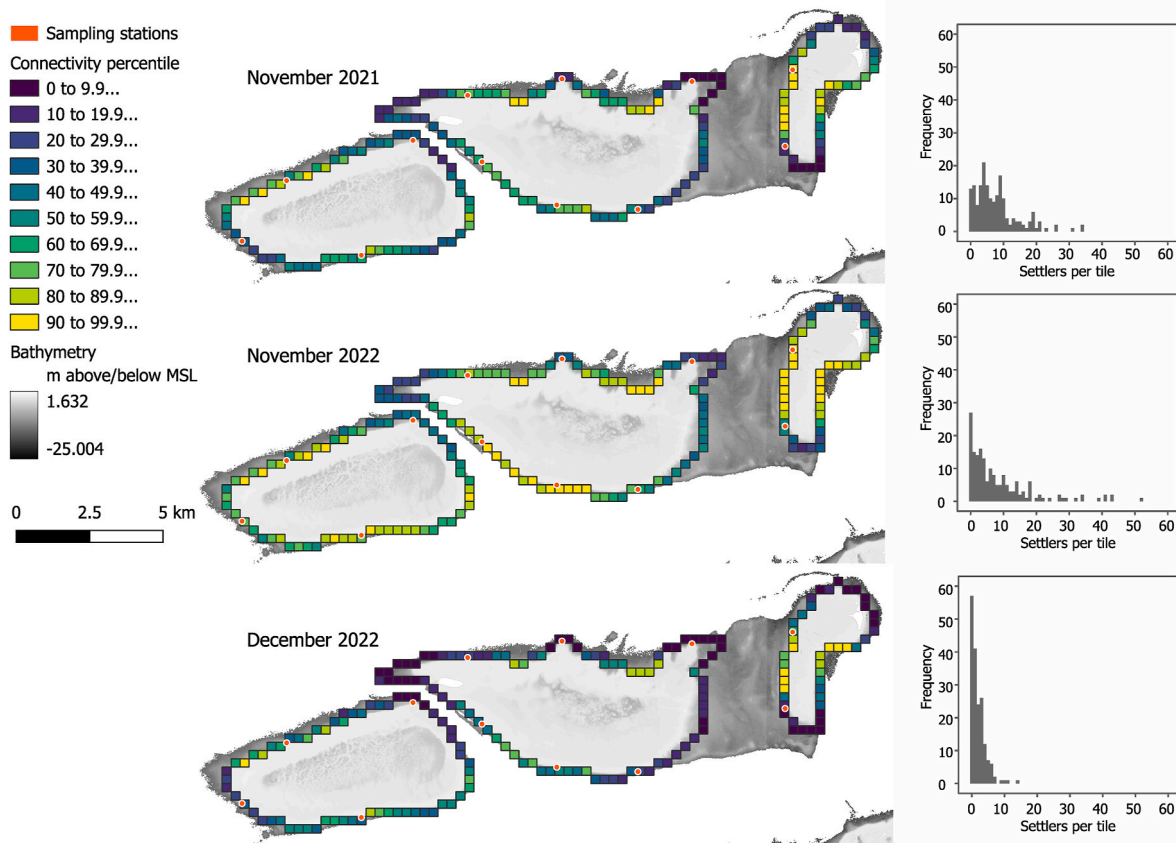 Sampling stations
Connectivity percentile
0 to 9.9...
10 to 19.9...
20 to 29.9...
30 to 39.9...
40 to 49.9...
50 to 59.9...
60 to 69.9...
70 to 79.9...
80 to 89.9...
90 to 99.9...
Bathymetry
m above/below MSL
1.632
-25.004
0 2.5 5 km
November 2021
60
50
40
30
20
10
0
Frequency
0 10 20 30 40 50 60
Settlers per tile
November 2022
60
50
40
30
20
10
0
Frequency
0 10 20 30 40 50 60
Settlers per tile
December 2022
60
50
40
30
20
10
0
Frequency
0 10 20 30 40 50 60
Settlers per tile